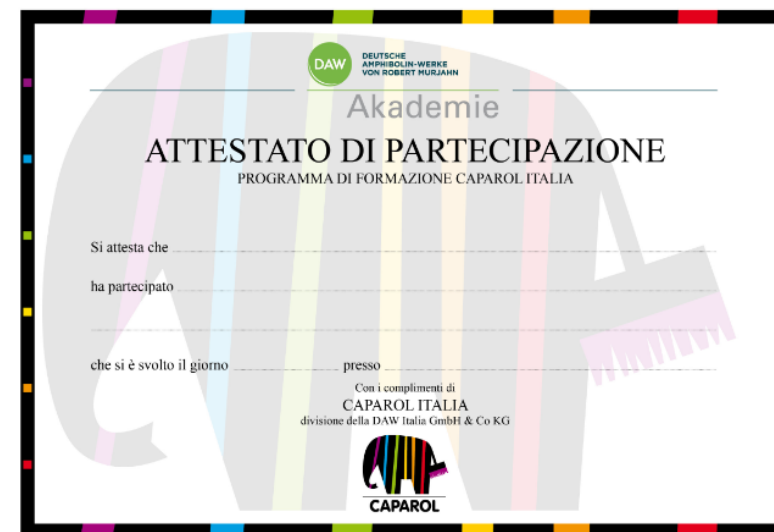 DAW
DEUTSCHE
AMPHIBOLIN-WERKE
VON ROBERT MURJAHN
Akademie
ATTESTATO DI PARTECIPAZIONE
PROGRAMMA DI FORMAZIONE CAPAROL ITALIA
Si attesta che
ha partecipato
che si è svolto il giorno presso
Con i complimenti di
CAPAROL ITALIA
divisione della DAW Italia GmbH & Co KG
CAPAROL